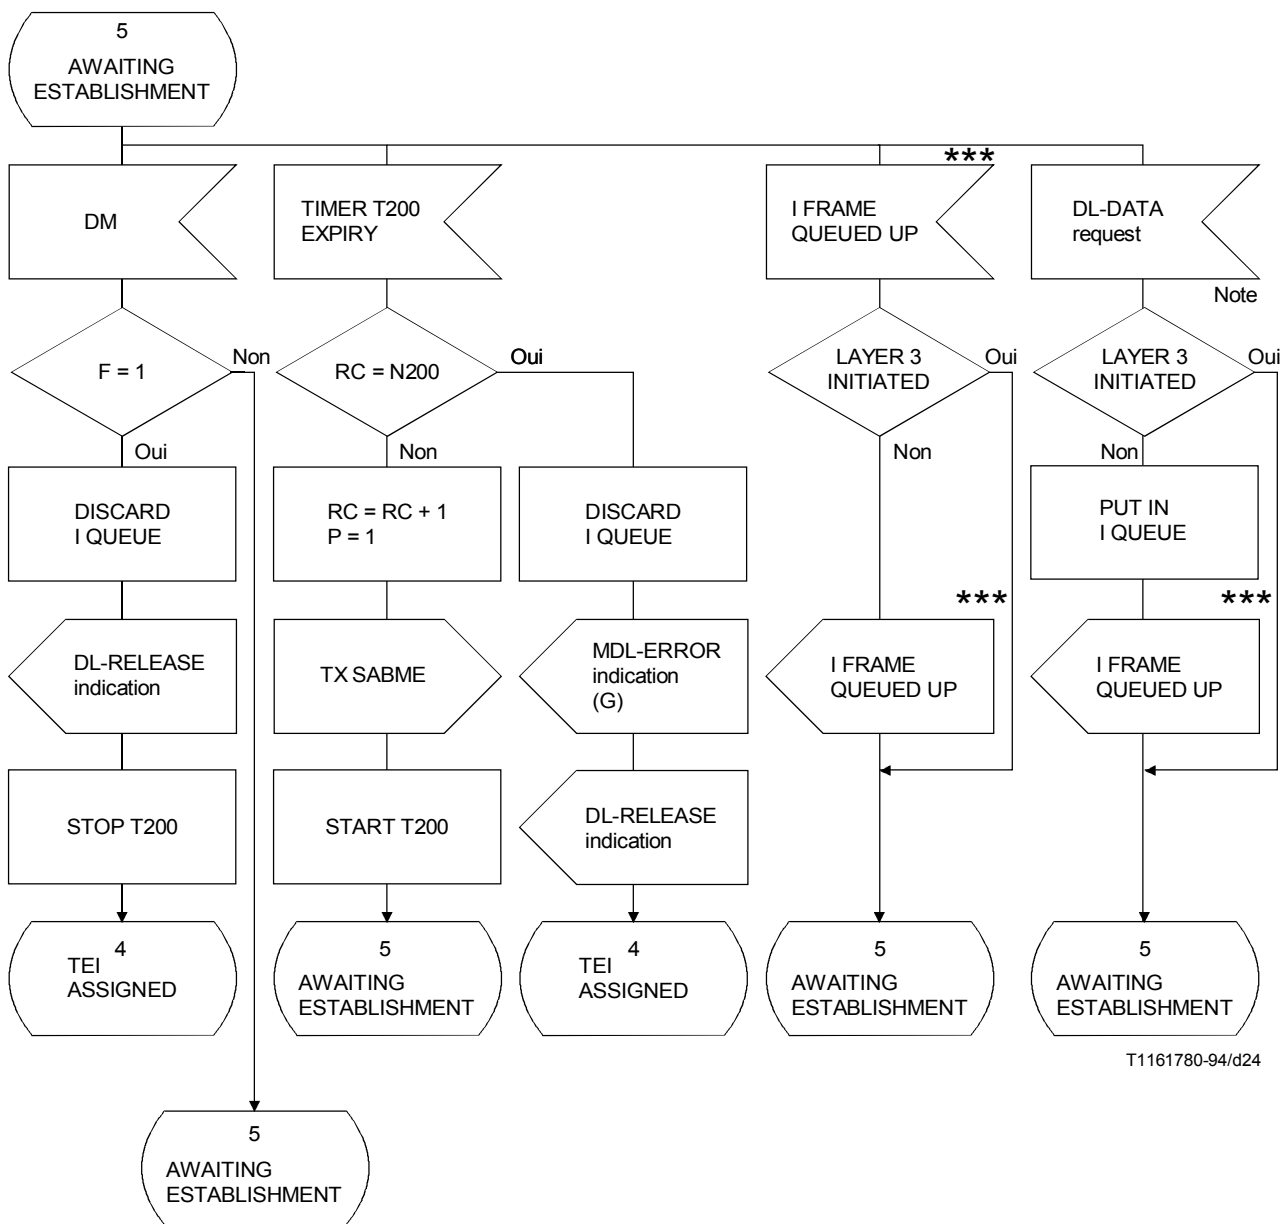 5
AWAITING
ESTABLISHMENT
***
DM
TIMER T200
EXPIRY
I FRAME
QUEUED UP
DL-DATA
request
Note
F = 1
Non
RC = N200
Oui
LAYER 3
INITIATED
Oui
LAYER 3
INITIATED
Oui
Oui
Non
Non
Non
DISCARD
I QUEUE
RC = RC + 1
P = 1
DISCARD
I QUEUE
PUT IN
I QUEUE
***
***
DL-RELEASE
indication
TX SABME
MDL-ERROR
indication
(G)
I FRAME
QUEUED UP
I FRAME
QUEUED UP
STOP T200
START T200
DL-RELEASE
indication
4
TEI
ASSIGNED
5
AWAITING
ESTABLISHMENT
4
TEI
ASSIGNED
5
AWAITING
ESTABLISHMENT
5
AWAITING
ESTABLISHMENT
T1161780-94/d24
5
AWAITING
ESTABLISHMENT